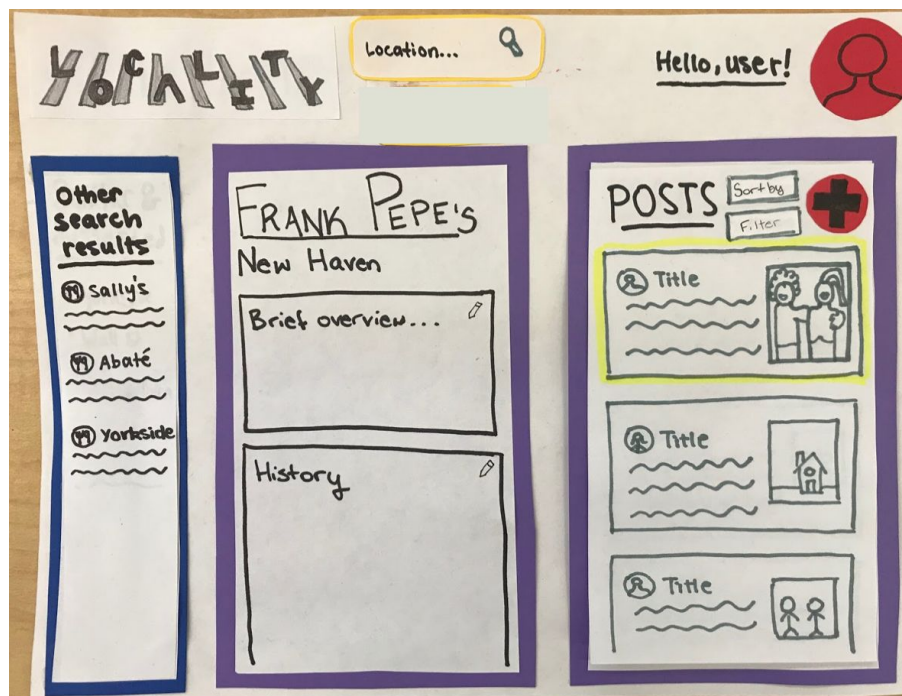 LOCALITY
Location...
Hello, user!
Other
search
results
Sally's
Abaté
Yorkside
FRANK PEPE'S
New Haven
Brief overview...
History
POSTS
Sort by
Filter
Title
Title
Title